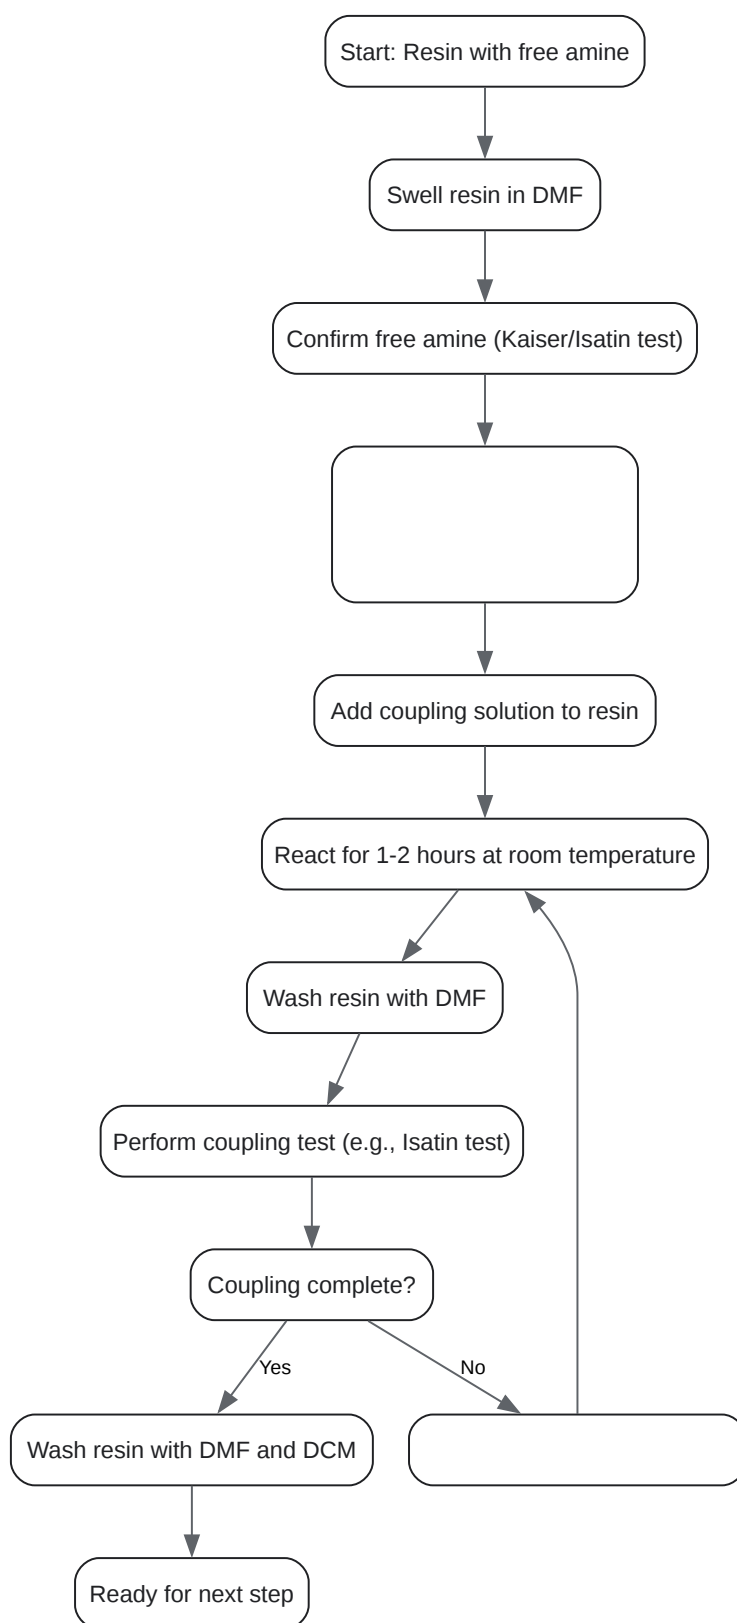 Start: Resin with free amine
Swell resin in DMF
Confirm free amine (Kaiser/Isatin test)
Add coupling solution to resin
React for 1-2 hours at room temperature
Wash resin with DMF
Perform coupling test (e.g., Isatin test)
Coupling complete?
Yes
No
Wash resin with DMF and DCM
Ready for next step